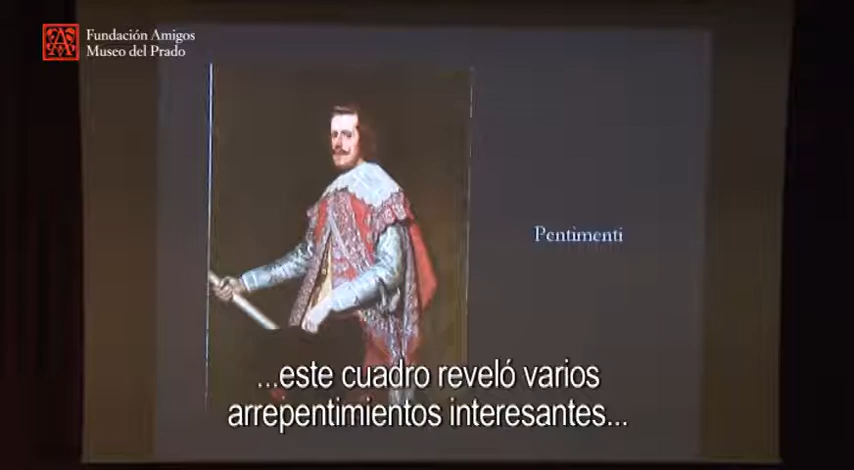 Fundación Amigos
Museo del Prado
Pentimenti
...este cuadro reveló varios
arrepentimientos interesantes...